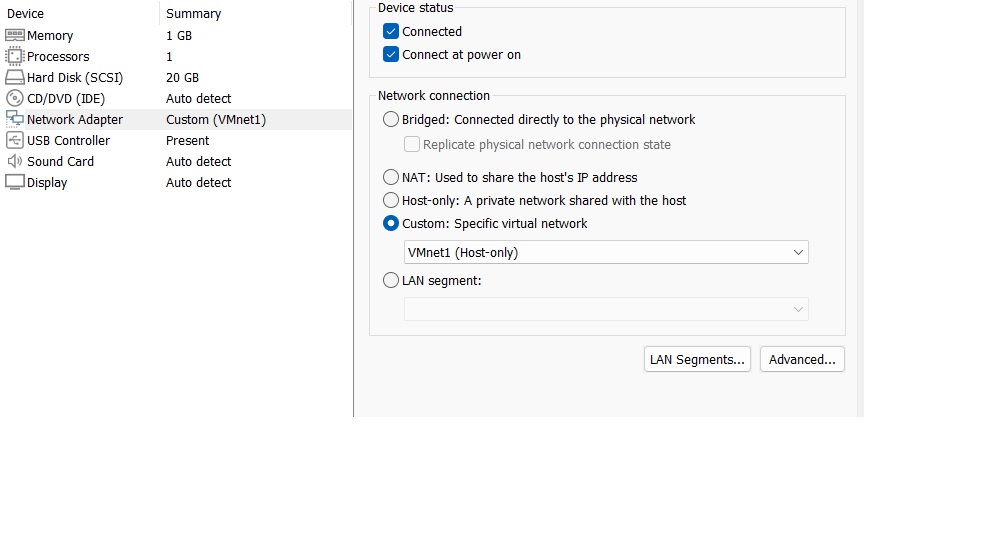 Device Summary
Memory 1 GB
Processors 1
Hard Disk (SCSI) 20 GB
CD/DVD (IDE) Auto detect
Network Adapter Custom (VMnet1)
USB Controller Present
Sound Card Auto detect
Display Auto detect
Device status
Connected
Connect at power on
Network connection
Bridged: Connected directly to the physical network
Replicate physical network connection state
NAT: Used to share the host's IP address
Host-only: A private network shared with the host
Custom: Specific virtual network
VMnet1 (Host-only)
LAN segment:
LAN Segments... Advanced...